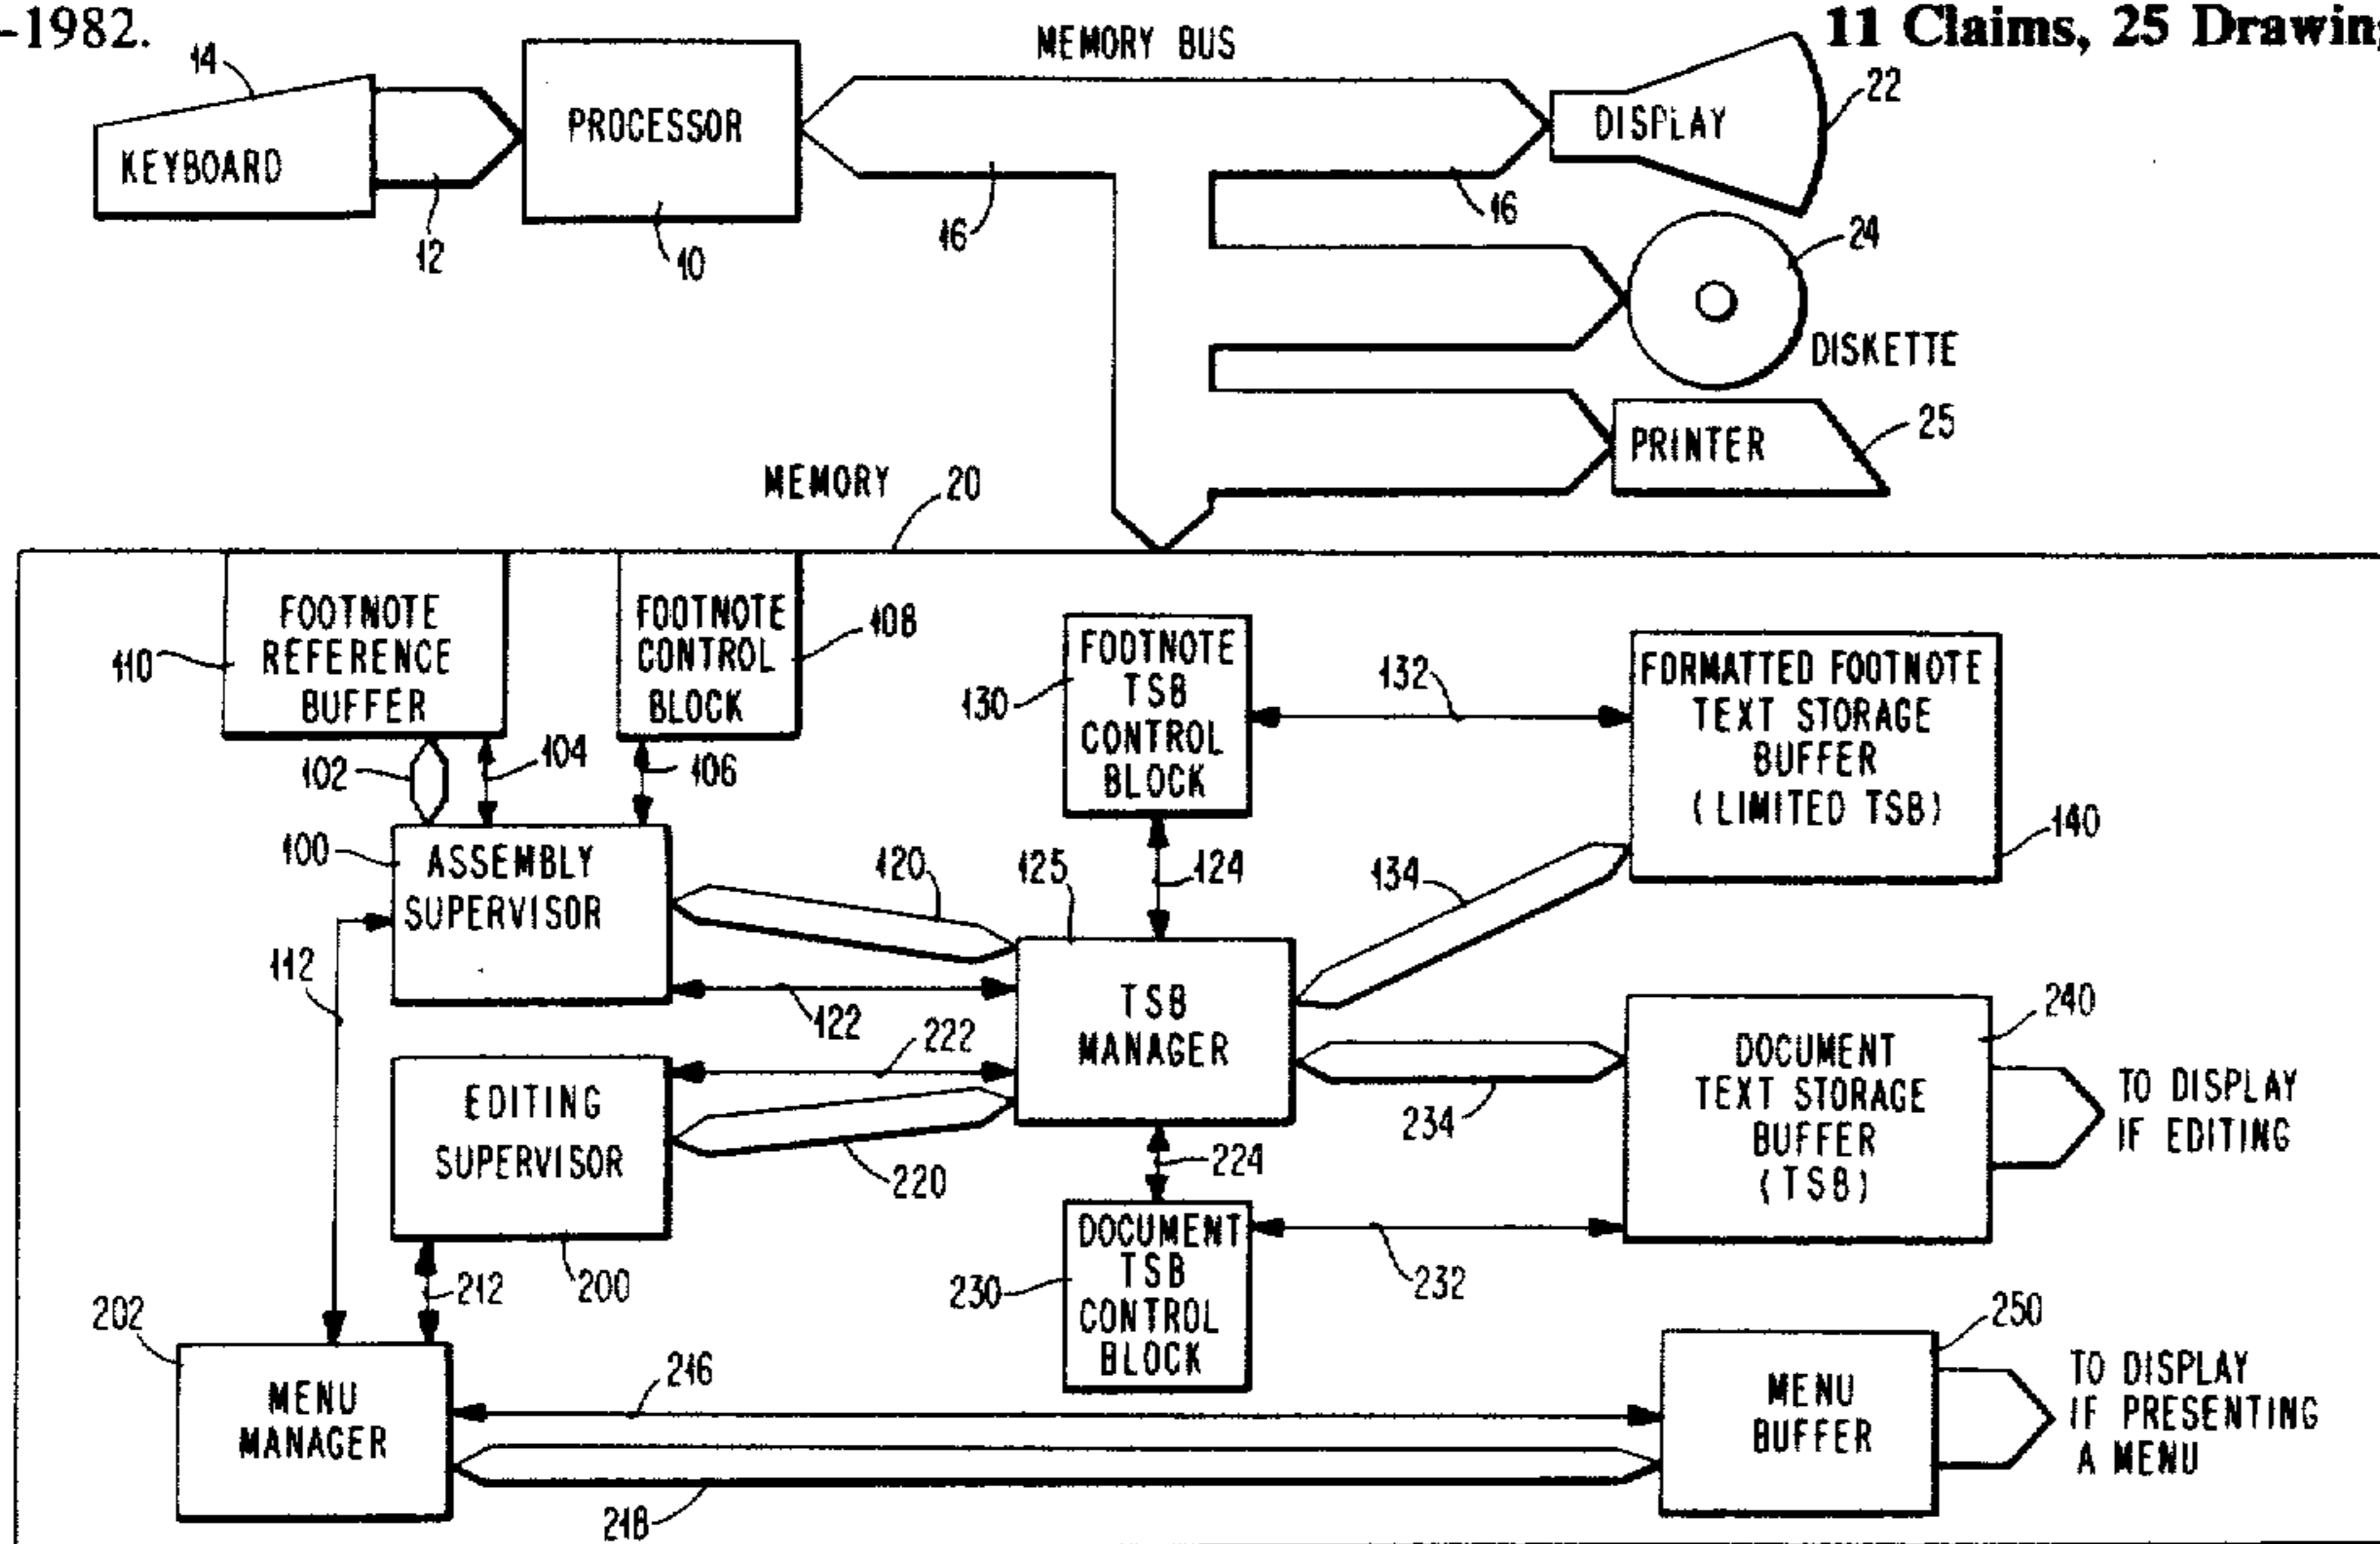 -1982.
11 Claims, 25 Drawin
14
KEYBOARD
12
PROCESSOR
10
MEMORY BUS
16
16
DISPLAY
22
24
DISKETTE
PRINTER
25
MEMORY
20
FOOTNOTE
REFERENCE
BUFFER
110
FOOTNOTE
CONTROL
BLOCK
108
102
104
106
100
ASSEMBLY
SUPERVISOR
112
120
122
125
TSB
MANAGER
FOOTNOTE
TSB
CONTROL
BLOCK
130
124
132
134
FORMATTED FOOTNOTE
TEXT STORAGE
BUFFER
(LIMITED TSB)
140
222
220
EDITING
SUPERVISOR
200
212
224
234
DOCUMENT
TEXT STORAGE
BUFFER
(TSB)
240
TO DISPLAY
IF EDITING
DOCUMENT
TSB
CONTROL
BLOCK
230
232
202
MENU
MANAGER
216
218
MENU
BUFFER
250
TO DISPLAY
IF PRESENTING
A MENU